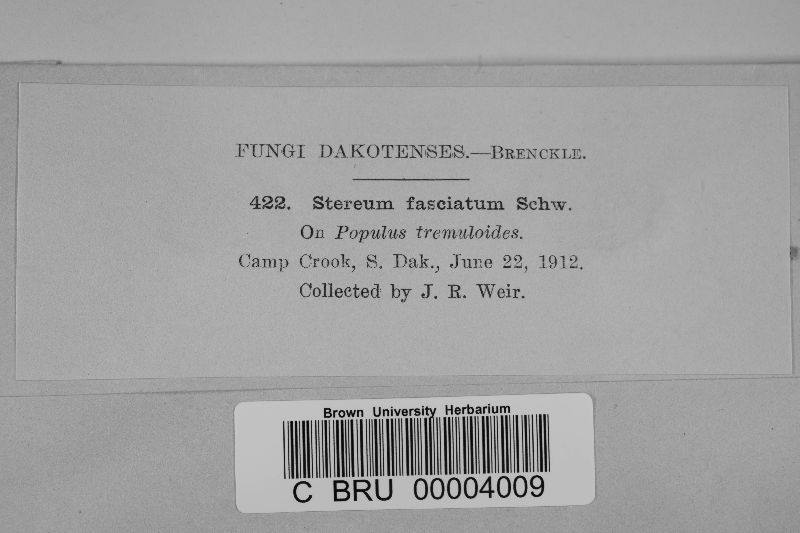 FUNGI DAKOTENSES.—BRENCKLE.
422. Stereum fasciatum Schw.
On Populus tremuloides.
Camp Crook, S. Dak., June 22, 1912.
Collected by J. R. Weir.
Brown University Herbarium
C BRU 00004009